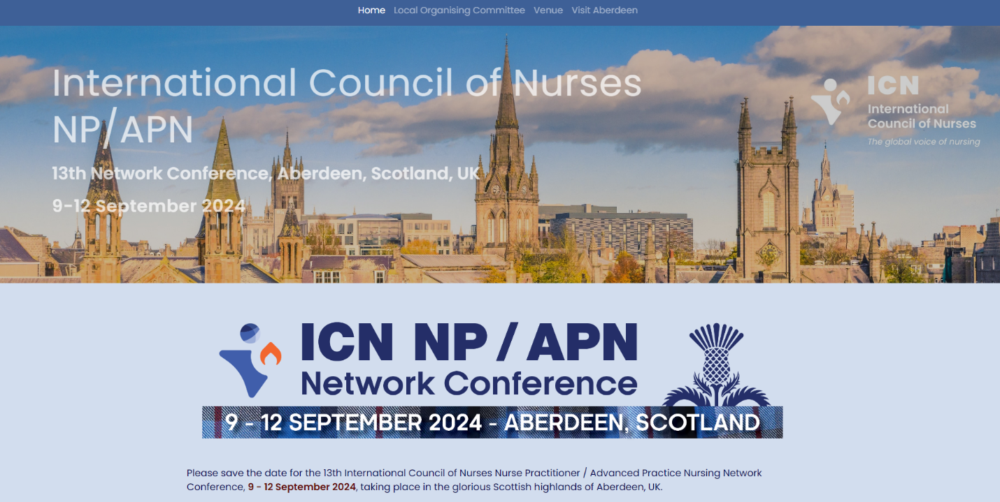 Home Local Organising Committee Venue Visit Aberdeen
International Council of Nurses
NP/APN
13th Network Conference, Aberdeen, Scotland, UK
9-12 September 2024
ICN
International
Council of Nurses
The global voice of nursing
ICN NP / APN
Network Conference
9 - 12 SEPTEMBER 2024 - ABERDEEN, SCOTLAND
Please save the date for the 13th International Council of Nurses Nurse Practitioner / Advanced Practice Nursing Network
Conference, 9 - 12 September 2024, taking place in the glorious Scottish highlands of Aberdeen, UK.